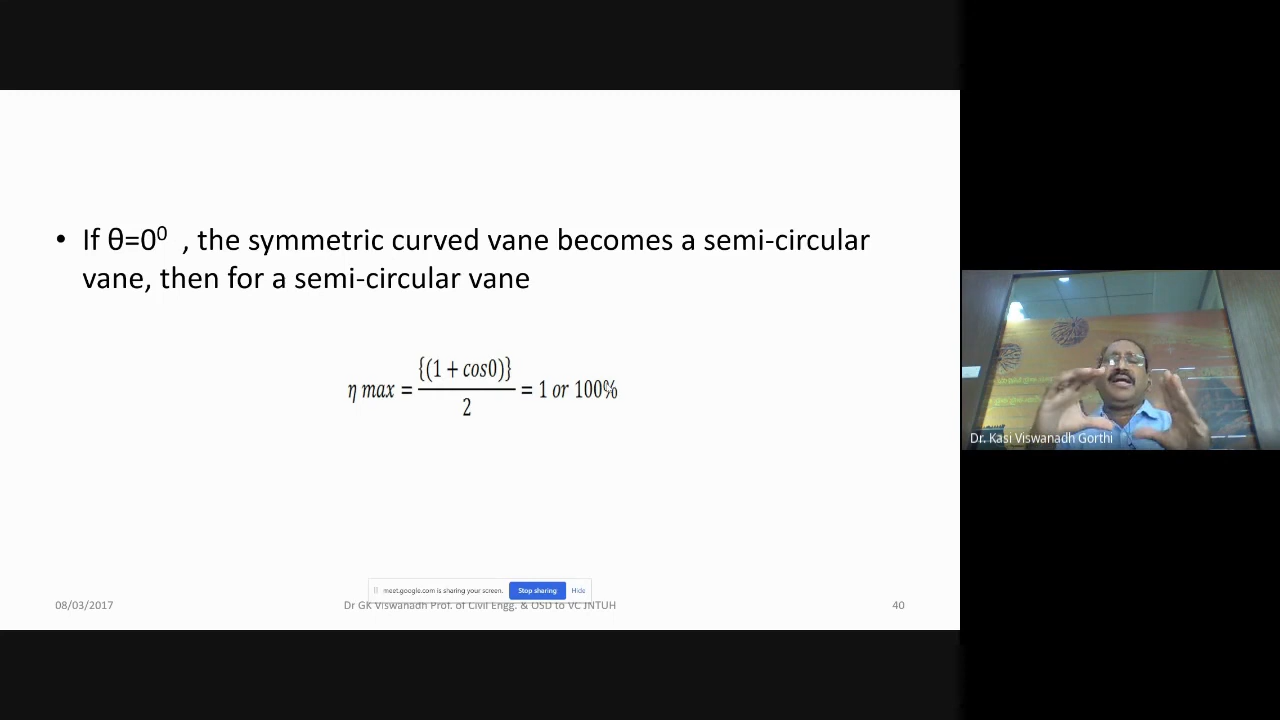 • If θ=0⁰ , the symmetric curved vane becomes a semi-circular
vane, then for a semi-circular vane
η max = {(1 + cos0)} / 2 = 1 or 100%
Dr. Kasi Viswanadh Gorthi
meet.google.com is sharing your screen. Stop sharing Hide
08/03/2017 Dr GK Viswanadh Prof. of Civil Engg. & OSD to VC JNTUH 40